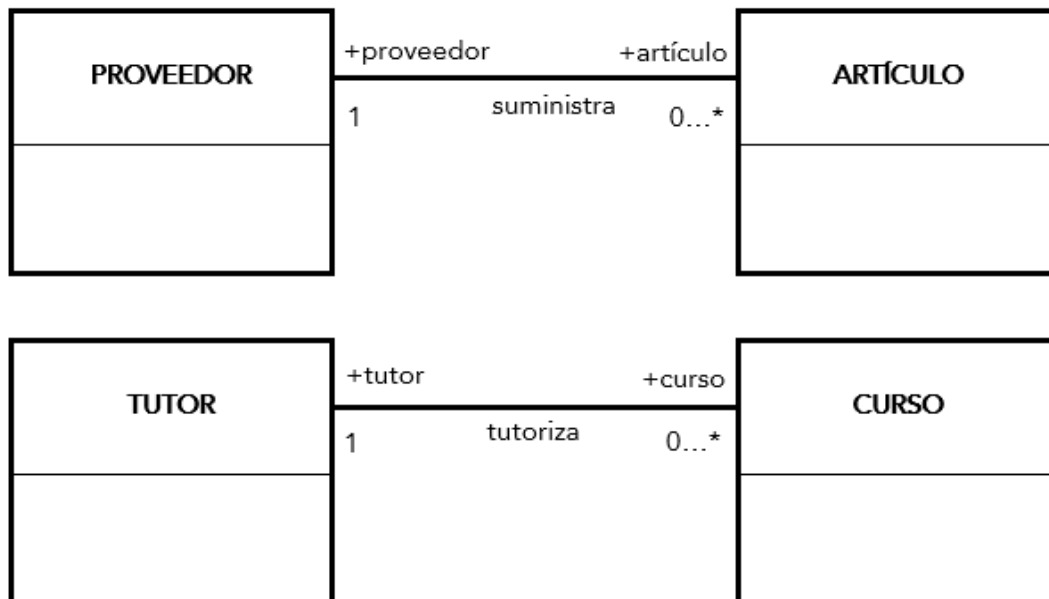 PROVEEDOR
+proveedor
+artículo
ARTÍCULO
1
suministra
0...*
TUTOR
+tutor
+curso
CURSO
1
tutoriza
0...*